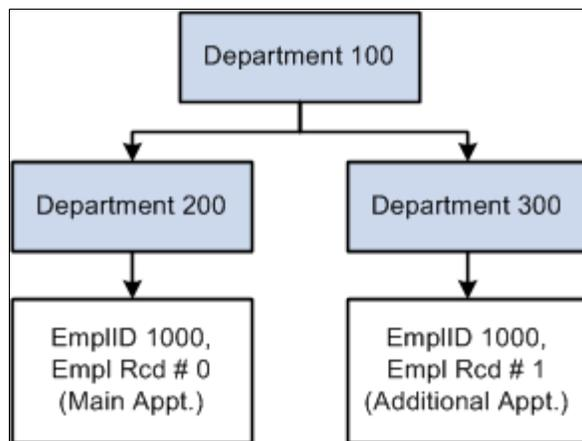 Department 100
Department 200
Department 300
EmplID 1000,
Empl Rcd # 0
(Main Appt.)
EmplID 1000,
Empl Rcd # 1
(Additional Appt.)